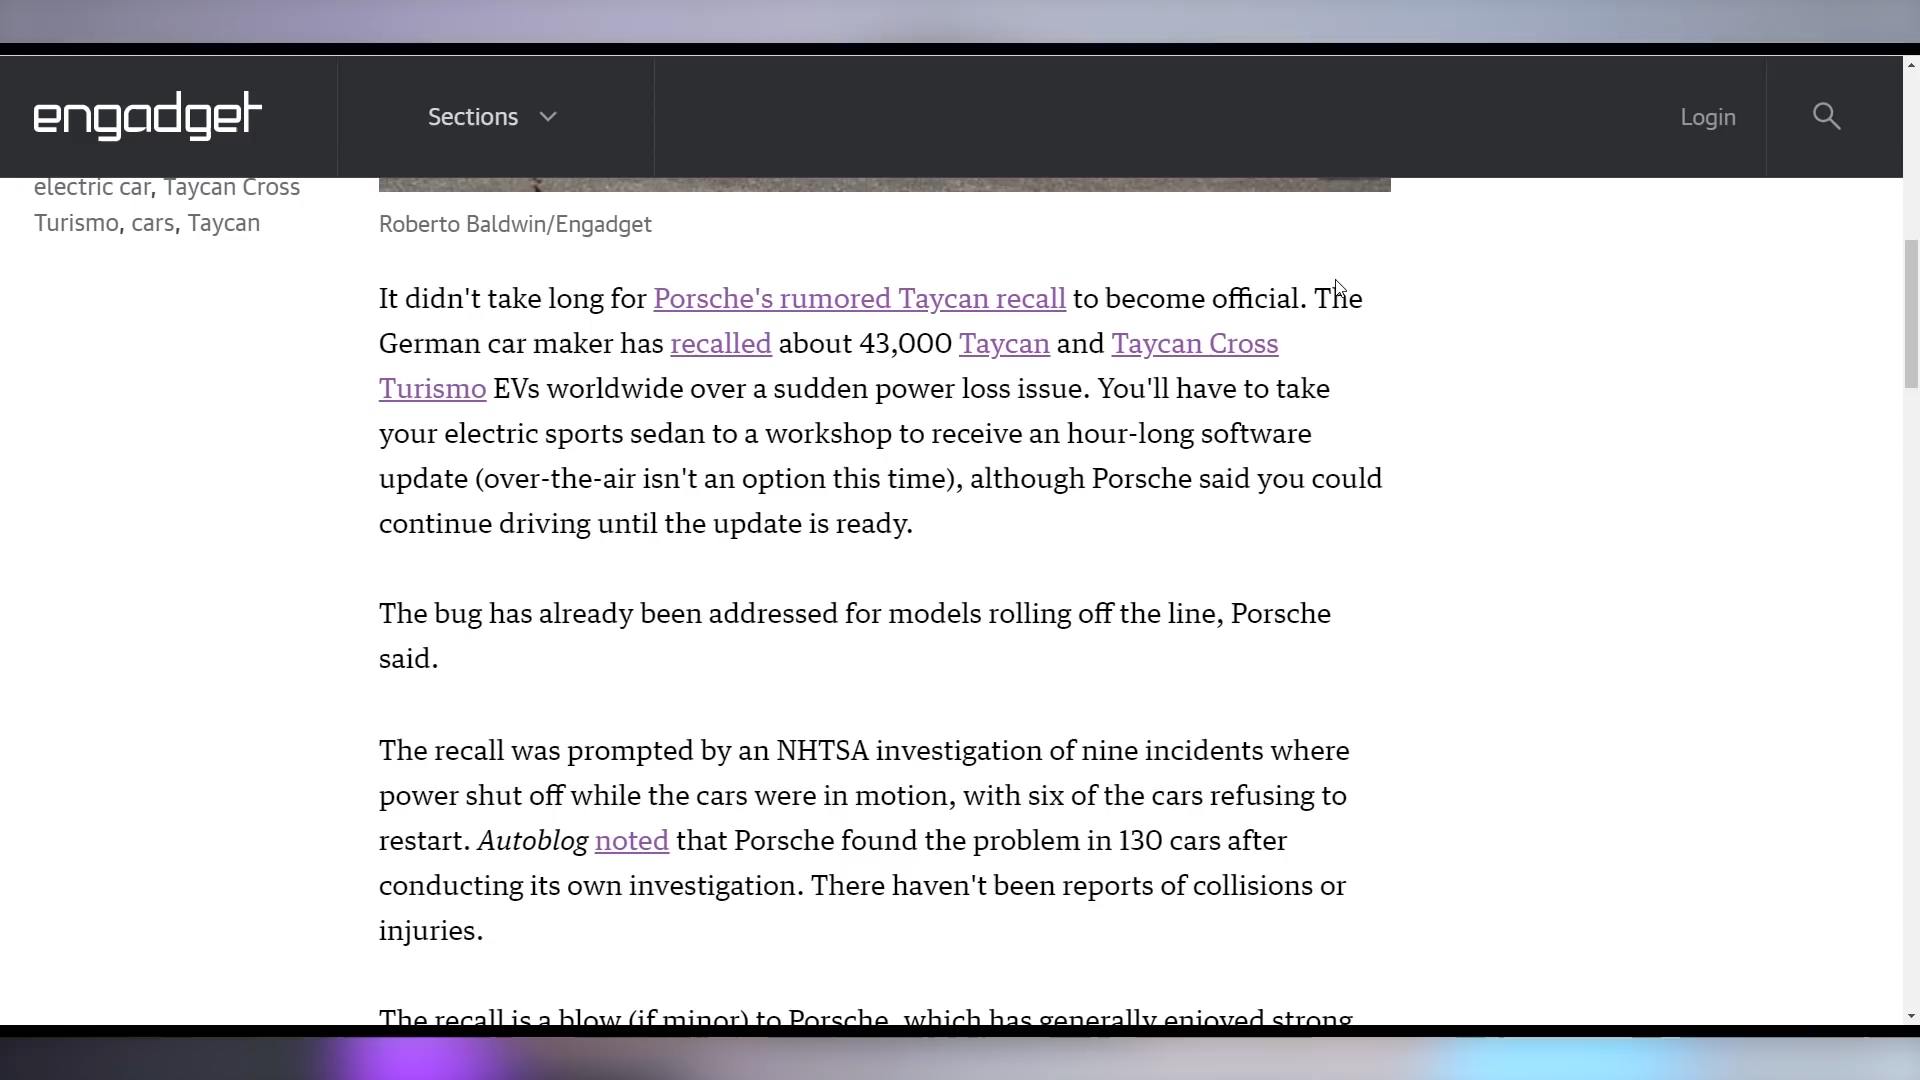 engadget
Sections
Login
electric car, Taycan Cross
Turismo, cars, Taycan
Roberto Baldwin/Engadget
It didn't take long for Porsche's rumored Taycan recall to become official. The
German car maker has recalled about 43,000 Taycan and Taycan Cross
Turismo EVs worldwide over a sudden power loss issue. You'll have to take
your electric sports sedan to a workshop to receive an hour-long software
update (over-the-air isn't an option this time), although Porsche said you could
continue driving until the update is ready.
The bug has already been addressed for models rolling off the line, Porsche
said.
The recall was prompted by an NHTSA investigation of nine incidents where
power shut off while the cars were in motion, with six of the cars refusing to
restart. Autoblog noted that Porsche found the problem in 130 cars after
conducting its own investigation. There haven't been reports of collisions or
injuries.
The recall is a blow (if minor) to Porsche, which has generally enjoyed strong